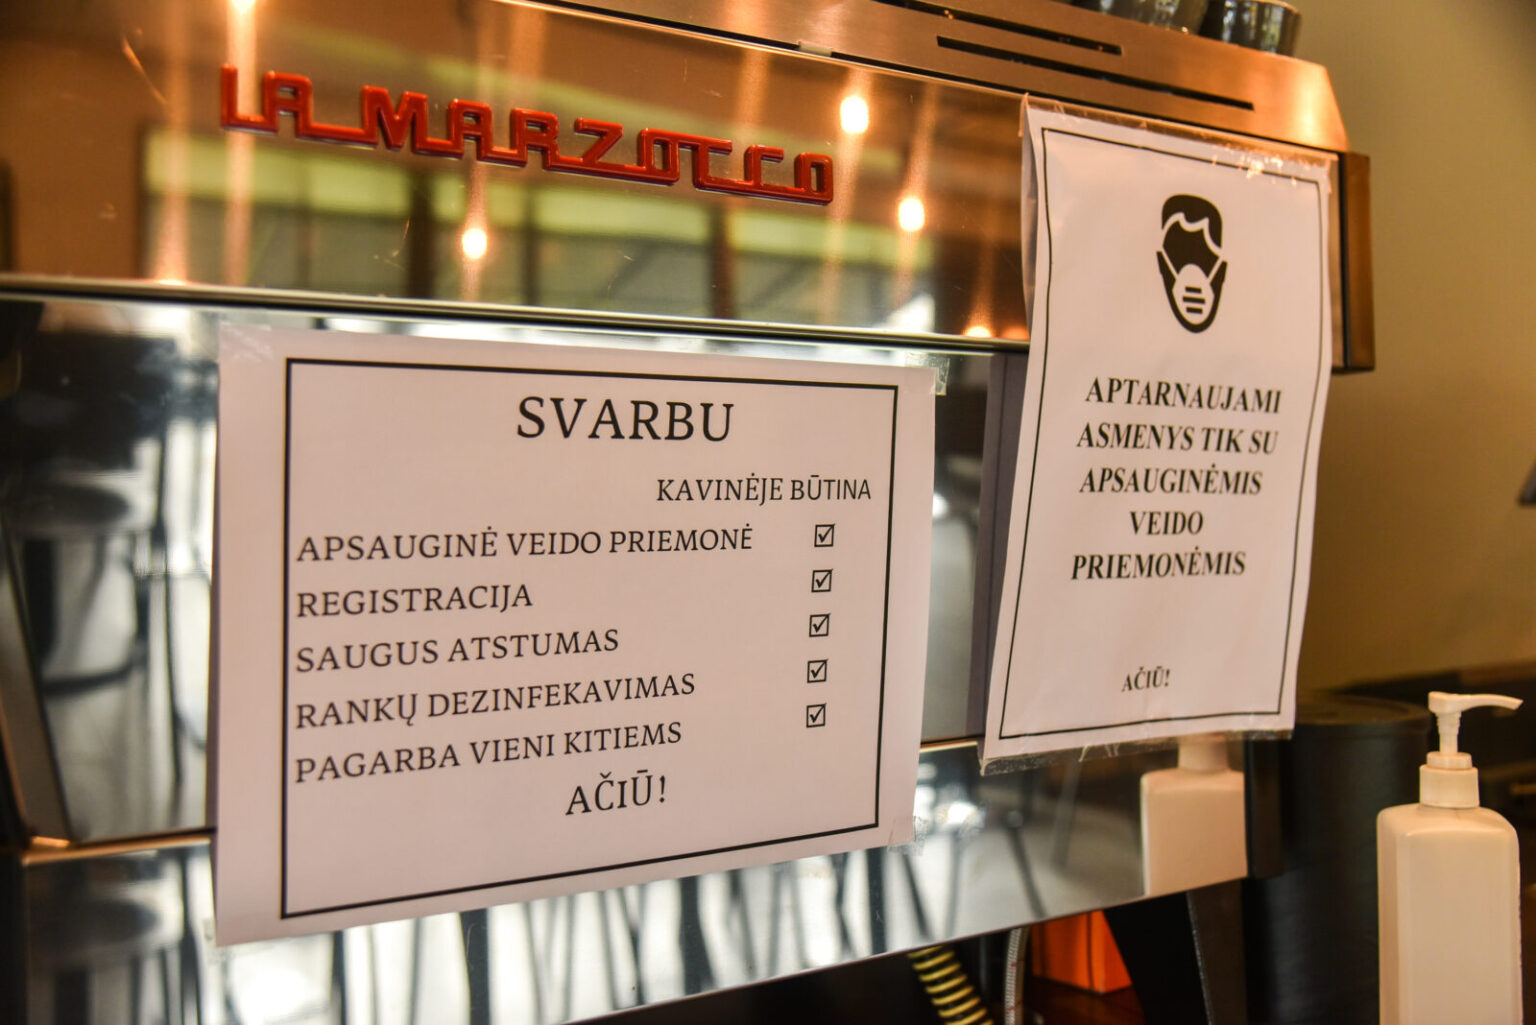 LA MARZOCCO
SVARBU
KAVINĖJE BŪTINA
APSAUGINĖ VEIDO PRIEMONĖ ☑
REGISTRACIJA ☑
SAUGUS ATSTUMAS ☑
RANKŲ DEZINFEKAVIMAS ☑
PAGARBA VIENI KITIEMS ☑
AČIŪ!
APTARNAUJAMI
ASMENYS TIK SU
APSAUGINĖMIS
VEIDO
PRIEMONĖMIS
AČIŪ!